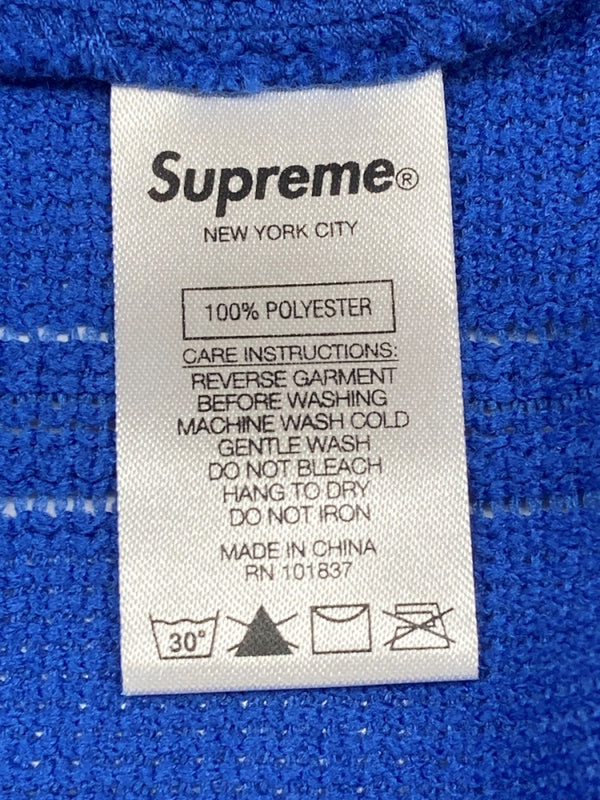 Supreme®
NEW YORK CITY
100% POLYESTER
CARE INSTRUCTIONS:
REVERSE GARMENT
BEFORE WASHING
MACHINE WASH COLD
GENTLE WASH
DO NOT BLEACH
HANG TO DRY
DO NOT IRON
MADE IN CHINA
RN 101837
30°